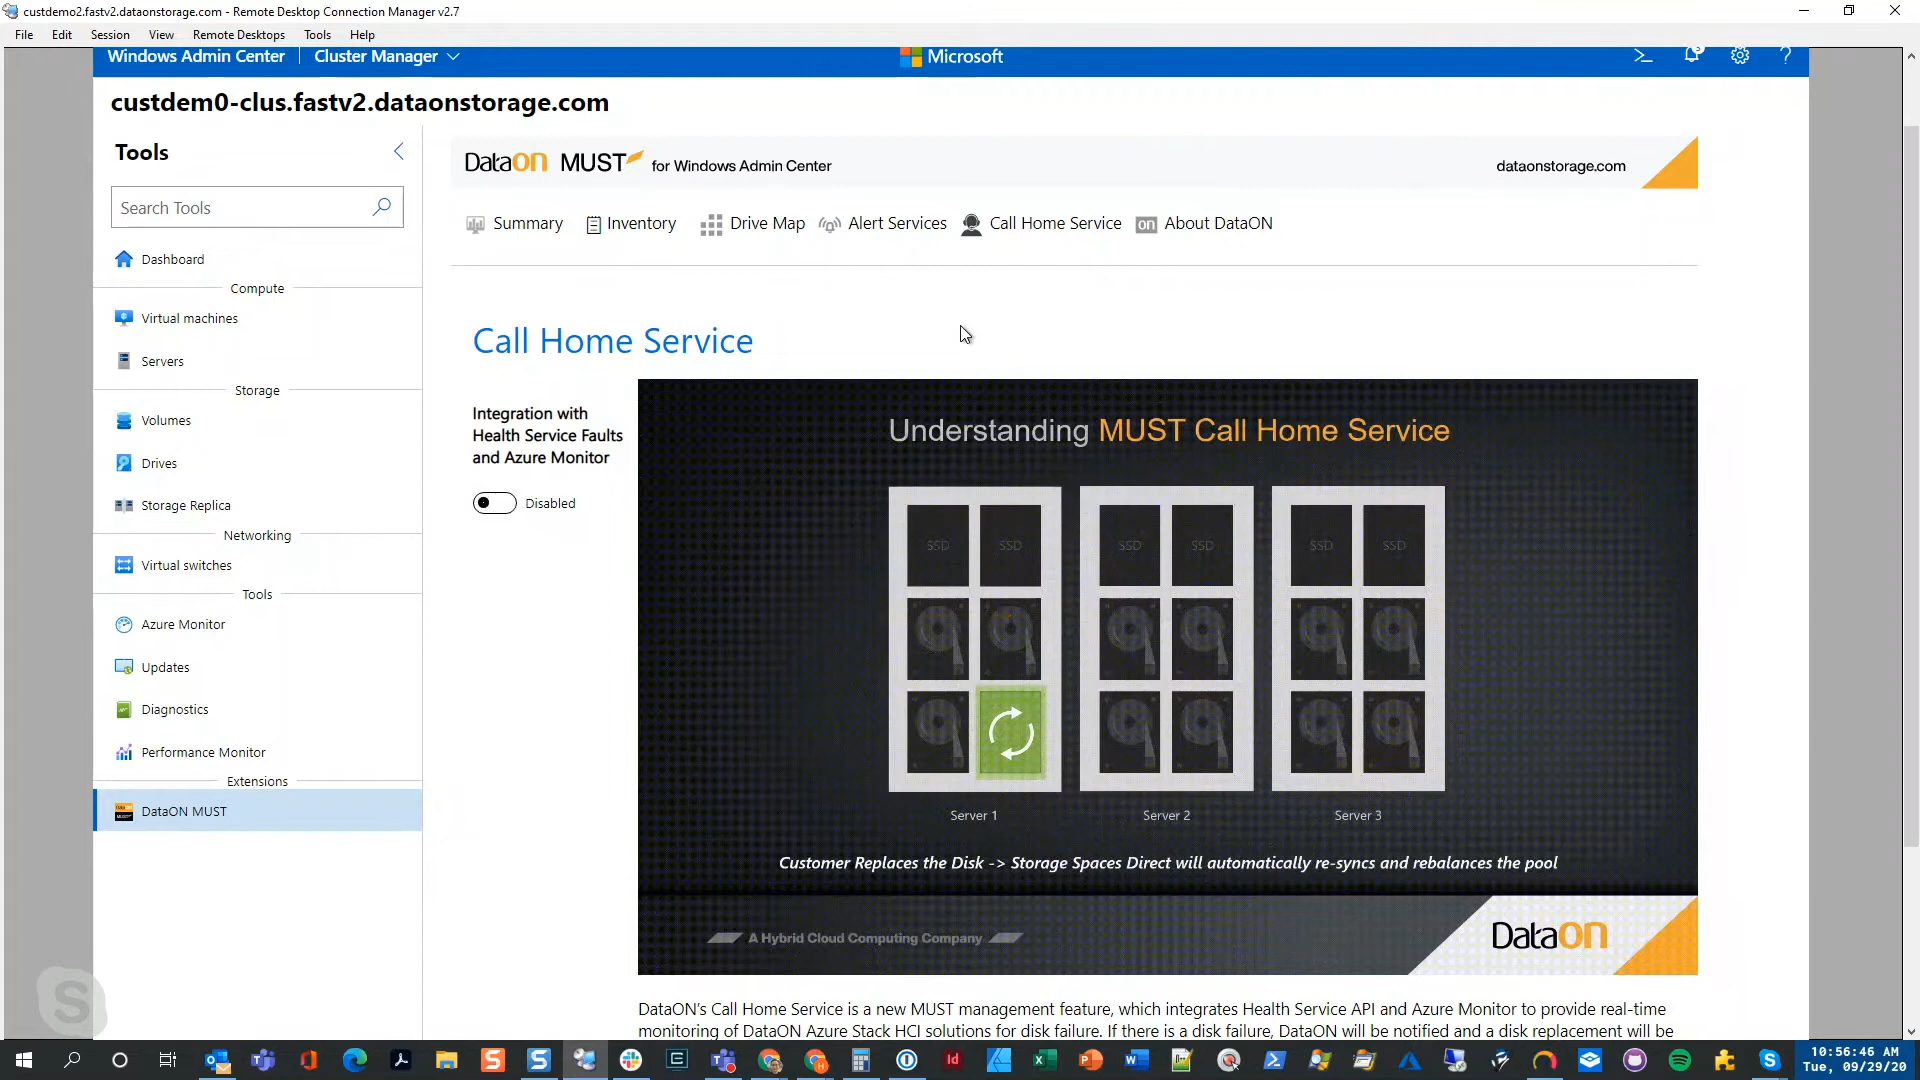 custdemo2.fastv2.dataonstorage.com - Remote Desktop Connection Manager v2.7
File Edit Session View Remote Desktops Tools Help
Windows Admin Center Cluster Manager Microsoft
custdem0-clus.fastv2.dataonstorage.com
Tools
Search Tools
Dashboard
Compute
Virtual machines
Servers
Storage
Volumes
Drives
Storage Replica
Networking
Virtual switches
Tools
Azure Monitor
Updates
Diagnostics
Performance Monitor
Extensions
DataON MUST
DataON MUST for Windows Admin Center dataonstorage.com
Summary Inventory Drive Map Alert Services Call Home Service on About DataON
Call Home Service
Integration with
Health Service Faults
and Azure Monitor
Disabled
Understanding MUST Call Home Service
SSD SSD SSD SSD SSD SSD
Server 1 Server 2 Server 3
Customer Replaces the Disk -> Storage Spaces Direct will automatically re-syncs and rebalances the pool
A Hybrid Cloud Computing Company
DataON
DataON's Call Home Service is a new MUST management feature, which integrates Health Service API and Azure Monitor to provide real-time
monitoring of DataON Azure Stack HCI solutions for disk failure. If there is a disk failure, DataON will be notified and a disk replacement will be
10:56:46 AM
Tue, 09/29/20